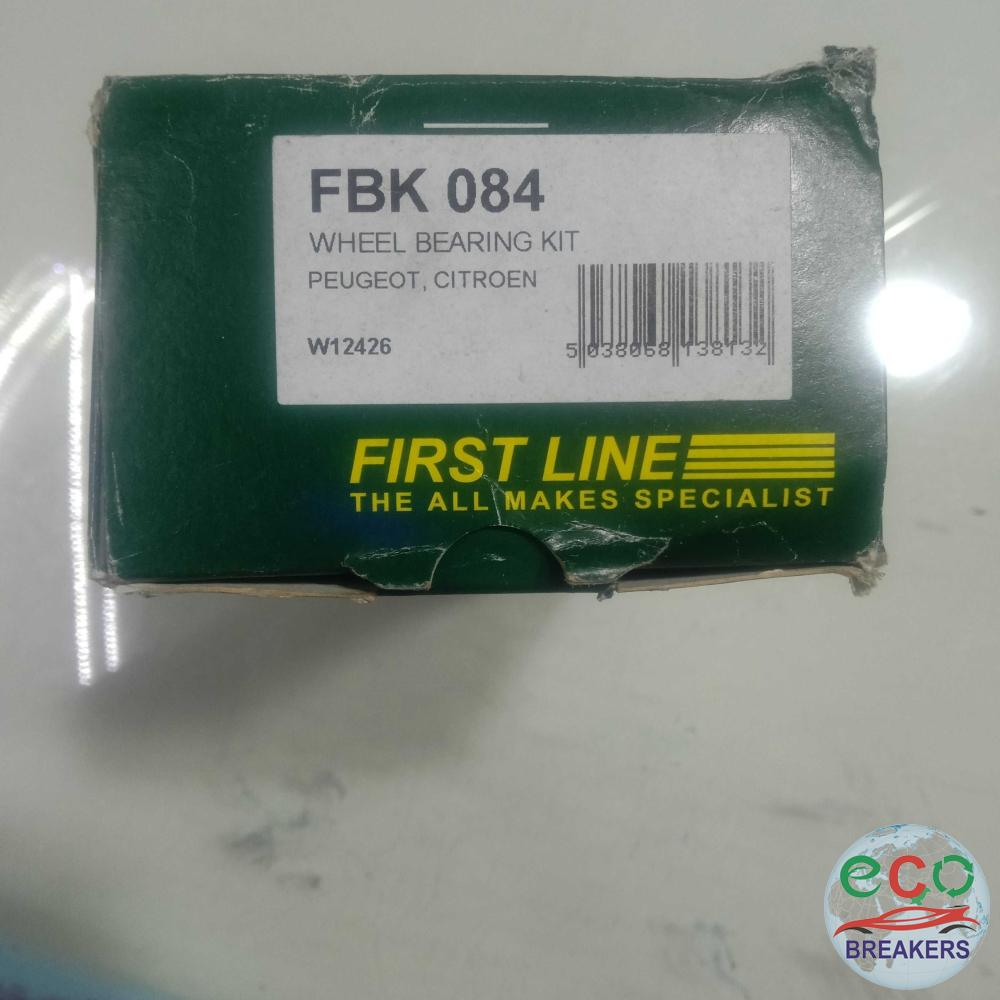 FBK 084
WHEEL BEARING KIT
PEUGEOT, CITROEN
W12426
5 038068 138132
FIRST LINE
THE ALL MAKES SPECIALIST
eco
BREAKERS